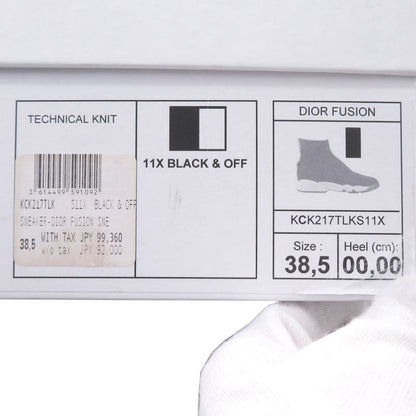 TECHNICAL KNIT
3 614499 591092
KCK217TLK S11X BLACK & OFF
SNEAKER-DIOR FUSION SNE
38,5 WITH TAX JPY 99,360
w/o tax JPY 92,000
11X BLACK & OFF
DIOR FUSION
KCK217TLKS11X
Size :
38,5
Heel (cm):
00,00